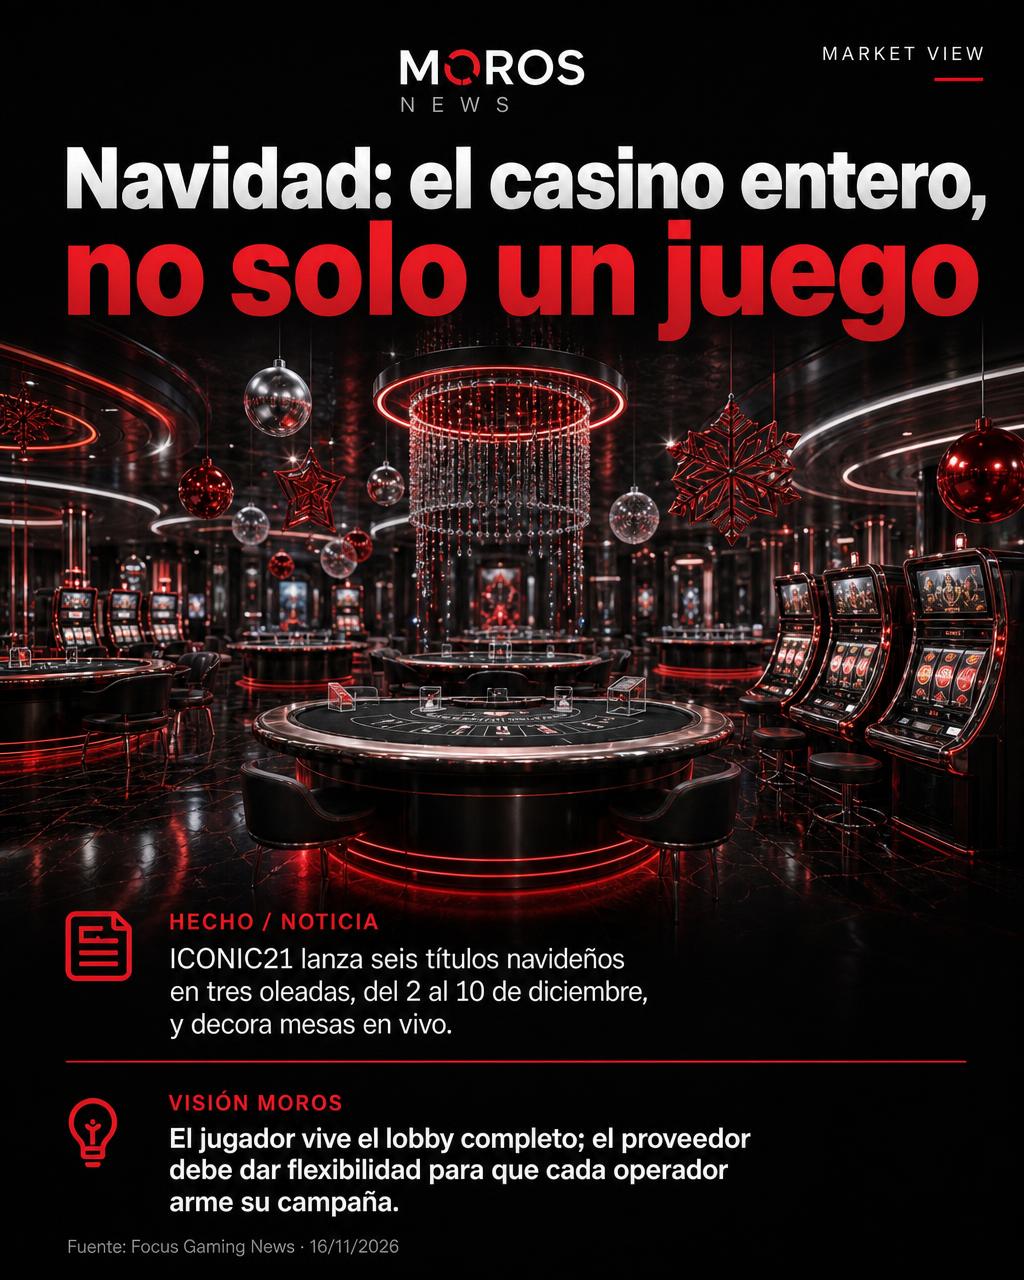 MOROS
NEWS
MARKET VIEW
Navidad: el casino entero,
no solo un juego
HECHO / NOTICIA
ICONIC21 lanza seis títulos navideños
en tres oleadas, del 2 al 10 de diciembre,
y decora mesas en vivo.
VISIÓN MOROS
El jugador vive el lobby completo; el proveedor
debe dar flexibilidad para que cada operador
arme su campaña.
Fuente: Focus Gaming News · 16/11/2026